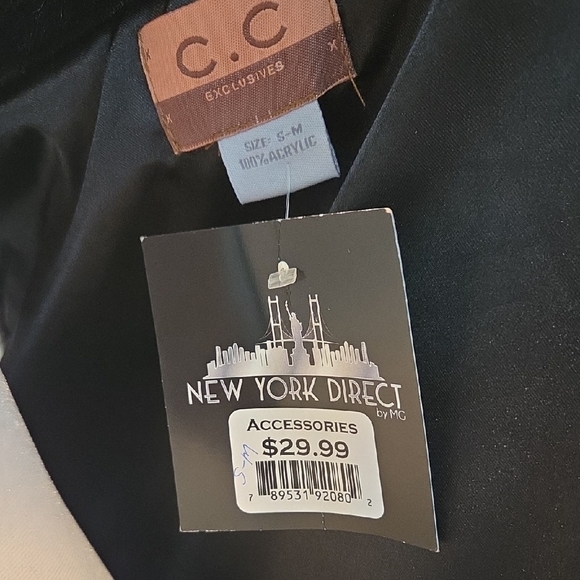 C.C
EXCLUSIVES
SIZE: S-M
100% ACRYLIC
NEW YORK DIRECT
by MG
ACCESSORIES
$29.99
S-M
7 89531 92080 2